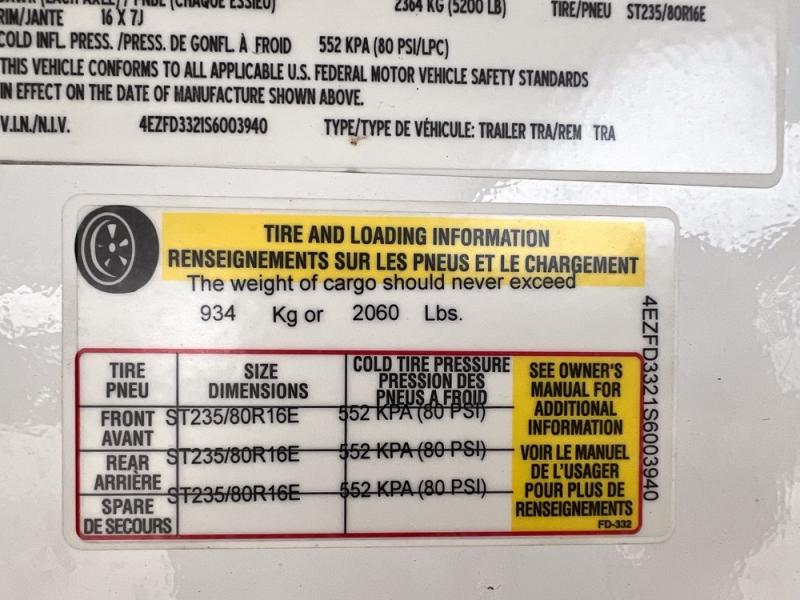 (CHAQUE ESSIEU) 2364 KG (5200 LB) TIRE/PNEU ST235/80R16E
RIM/JANTE 16 X 7J
COLD INFL. PRESS. /PRESS. DE GONFL. À FROID 552 KPA (80 PSI/LPC)
THIS VEHICLE CONFORMS TO ALL APPLICABLE U.S. FEDERAL MOTOR VEHICLE SAFETY STANDARDS
IN EFFECT ON THE DATE OF MANUFACTURE SHOWN ABOVE.
V.I.N./N.I.V. 4EZFD3321S6003940 TYPE/TYPE DE VÉHICULE: TRAILER TRA/REM TRA
TIRE AND LOADING INFORMATION
RENSEIGNEMENTS SUR LES PNEUS ET LE CHARGEMENT
The weight of cargo should never exceed
934 Kg or 2060 Lbs.
TIRE
PNEU
SIZE
DIMENSIONS
COLD TIRE PRESSURE
PRESSION DES
PNEUS A FROID
FRONT
AVANT
ST235/80R16E
552 KPA (80 PSI)
REAR
ARRIÈRE
ST235/80R16E
552 KPA (80 PSI)
SPARE
DE SECOURS
ST235/80R16E
552 KPA (80 PSI)
SEE OWNER'S
MANUAL FOR
ADDITIONAL
INFORMATION
VOIR LE MANUEL
DE L'USAGER
POUR PLUS DE
RENSEIGNEMENTS
FD-332
4EZFD3321S6003940